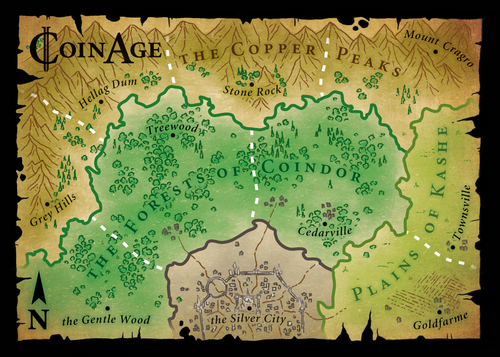 COINAGE
THE COPPER PEAKS
Mount Cragro
Hellag Dum
Stone Rock
Treewood
THE FORESTS OF COINDOR
PLAINS OF KASHE
Grey Hills
Townsville
Cedarville
N
the Gentle Wood
the Silver City
Goldfarme